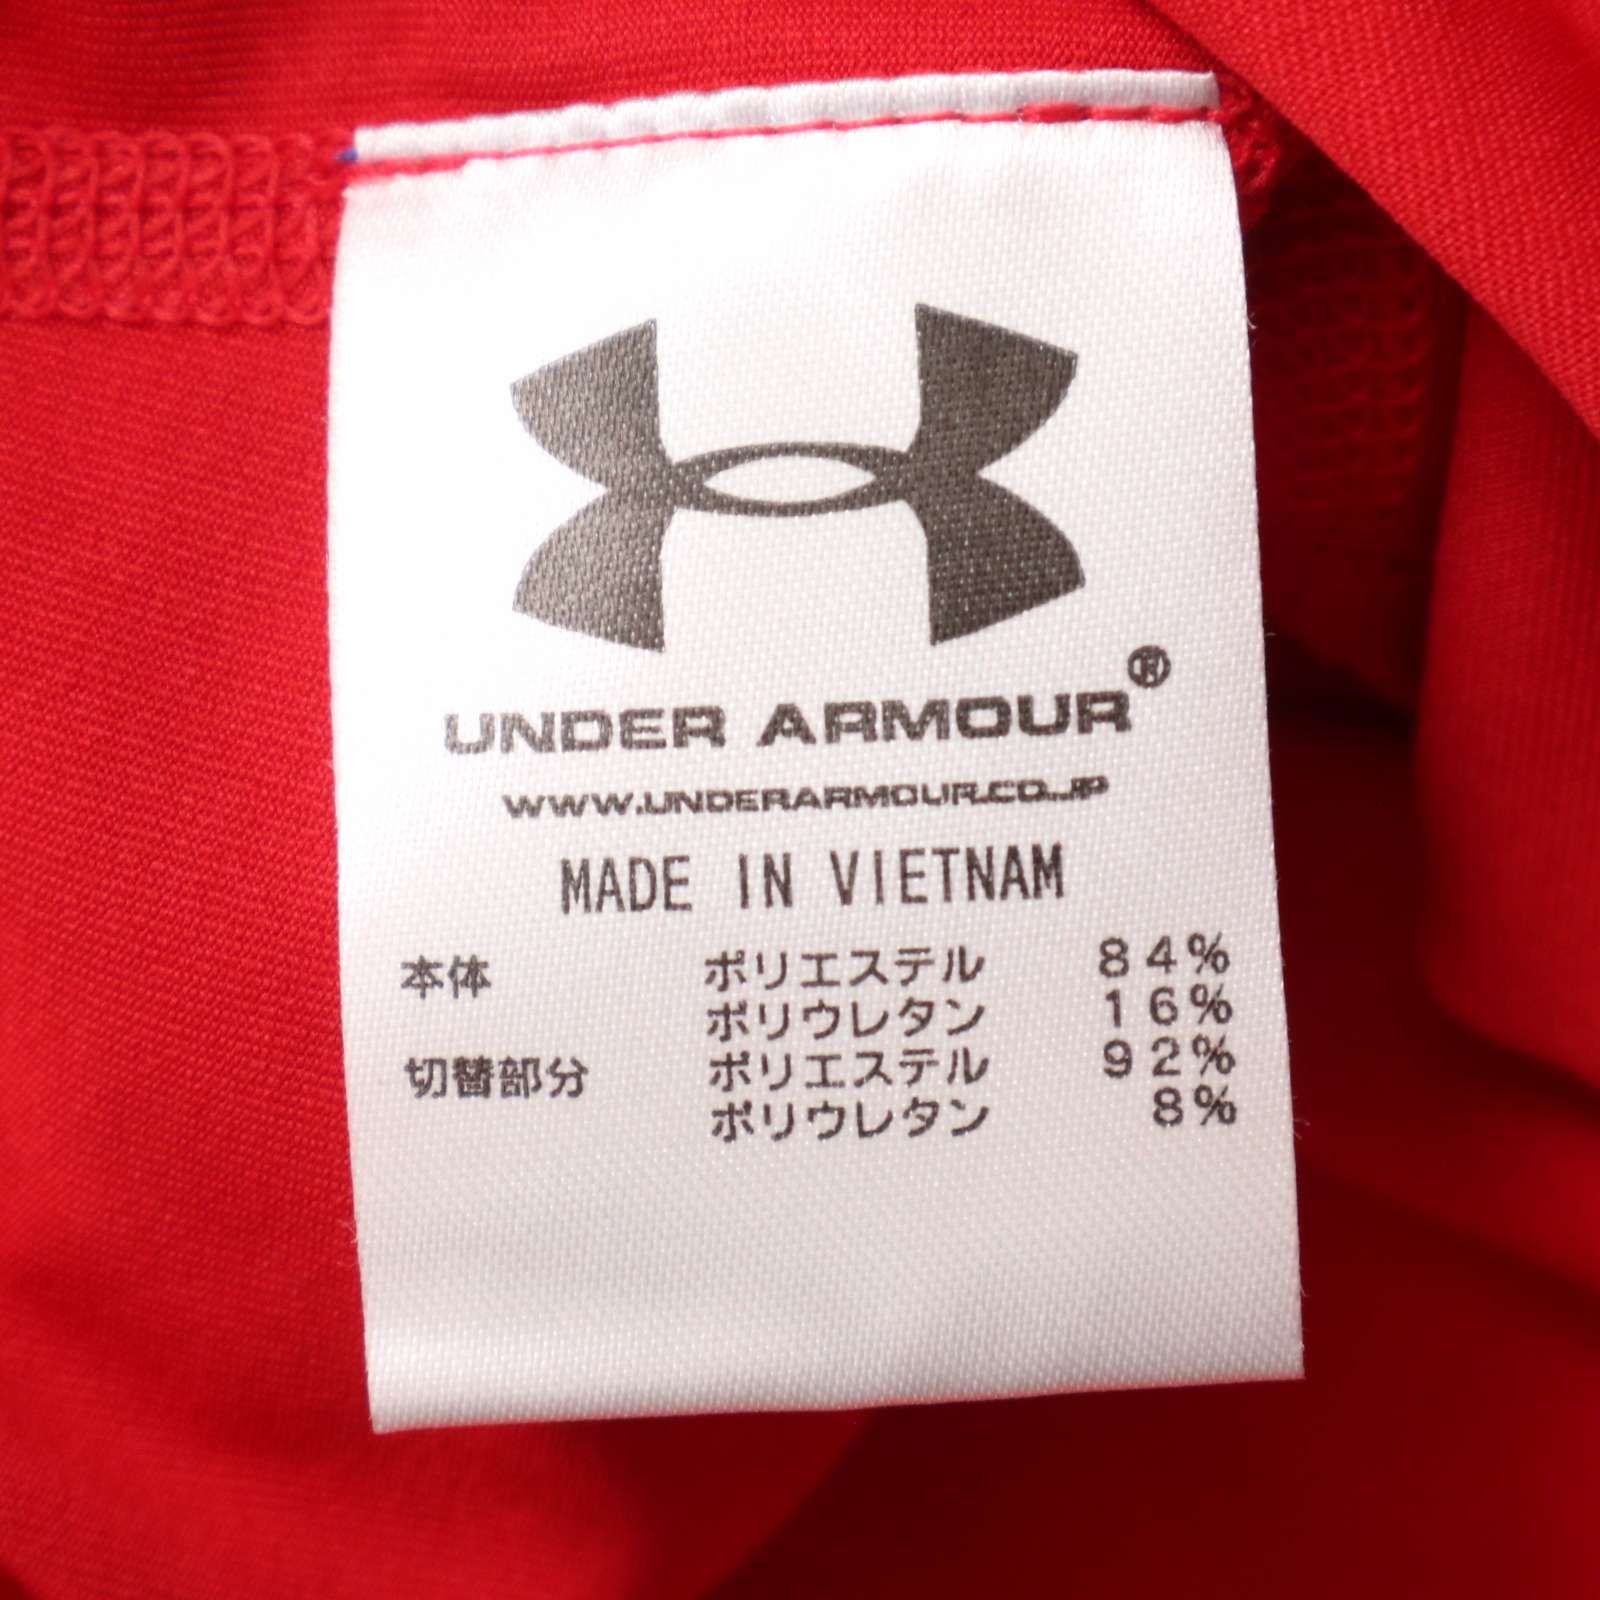 UNDER ARMOUR®
WWW.UNDERARMOUR.CO.JP
MADE IN VIETNAM
本体 ポリエステル 84%
ポリウレタン 16%
切替部分 ポリエステル 92%
ポリウレタン 8%